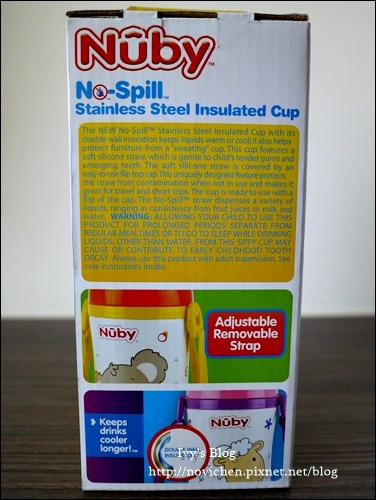 Nûby™
No-Spill™
Stainless Steel Insulated Cup
The NEW No-Spill™ Stainless Steel Insulated Cup with its
double wall insulation keeps liquids warm or cool; it also helps
protect furniture from a "sweating" cup. This cup features a
soft silicone straw, which is gentle to child's tender gums and
emerging teeth. The soft silicone straw is covered by an
easy-to-use flip top cap. This uniquely designed feature protects
the straw from contamination when not in use and makes it
great for travel and short trips. The cup is ready to use with a
flip of the cap. The No-Spill™ straw dispenses a variety of
liquids, ranging in consistency from fruit juices to milk and
water. WARNING: ALLOWING YOUR CHILD TO USE THIS
PRODUCT FOR PROLONGED PERIODS SEPARATE FROM
REGULAR MEALTIMES OR TO GO TO SLEEP WHILE DRINKING
LIQUIDS, OTHER THAN WATER, FROM THIS SIPPY CUP MAY
CAUSE OR CONTRIBUTE TO EARLY CHILDHOOD TOOTH
DECAY. Always use this product with adult supervision. See
care instructions inside.
Nûby
Adjustable
Removable
Strap
Keeps
drinks
cooler
longer!™
Nûby
DOUBLE WALL
's Blog
http://novichen.pixnet.net/blog